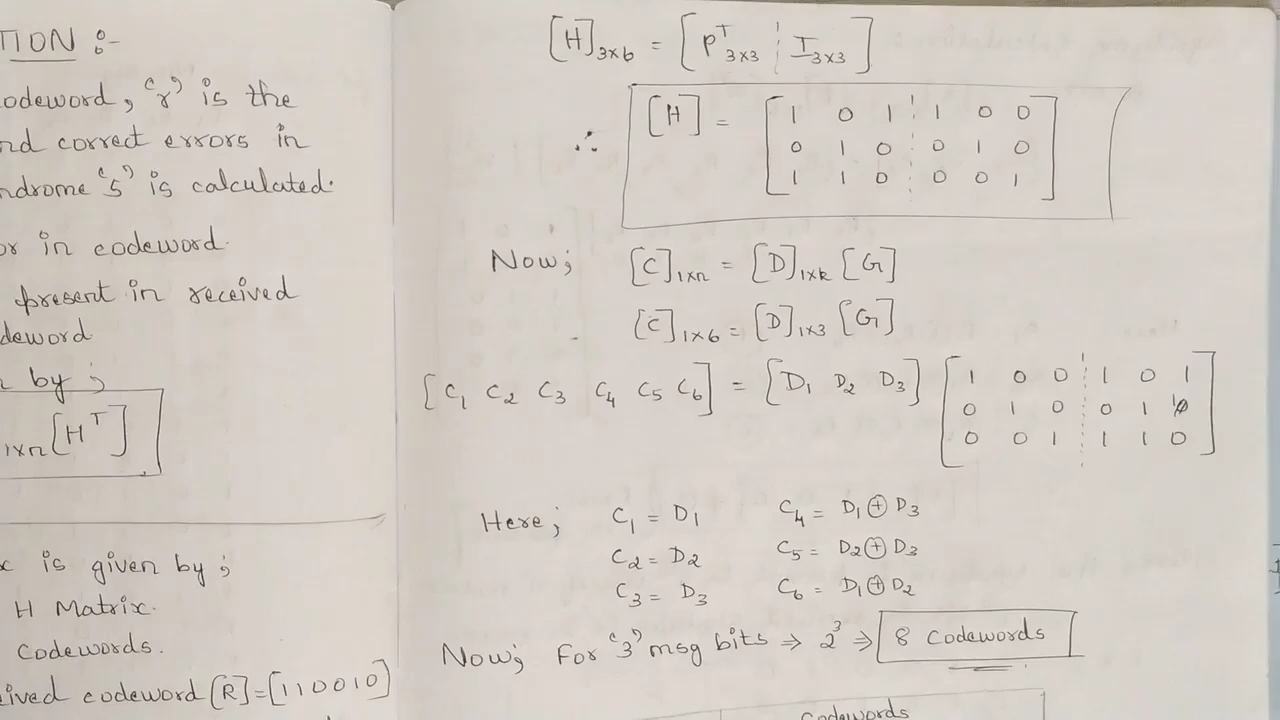 TION :-
codeword, 'r' is the
nd correct errors in
ndrome 's' is calculated.
or in codeword.
present in received
deword
by ;
1xn [H^T]
x is given by ;
H Matrix.
Codewords.
ived codeword [R] = [110010]
[H]3x6 = [P^T 3x3 ¦ I3x3]
∴ [H] = [1 0 1 ¦ 1 0 0
0 1 0 ¦ 0 1 0
1 1 0 ¦ 0 0 1]
Now; [C]1xn = [D]1xk [G]
[C]1x6 = [D]1x3 [G]
[C1 C2 C3 C4 C5 C6] = [D1 D2 D3] [1 0 0 ¦ 1 0 1
0 1 0 ¦ 0 1 1
0 0 1 ¦ 1 1 0]
Here; C1 = D1 C4 = D1 ⊕ D3
C2 = D2 C5 = D2 ⊕ D3
C3 = D3 C6 = D1 ⊕ D2
Now; For '3' msg bits ⇒ 2^3 ⇒ 8 Codewords
Codewords